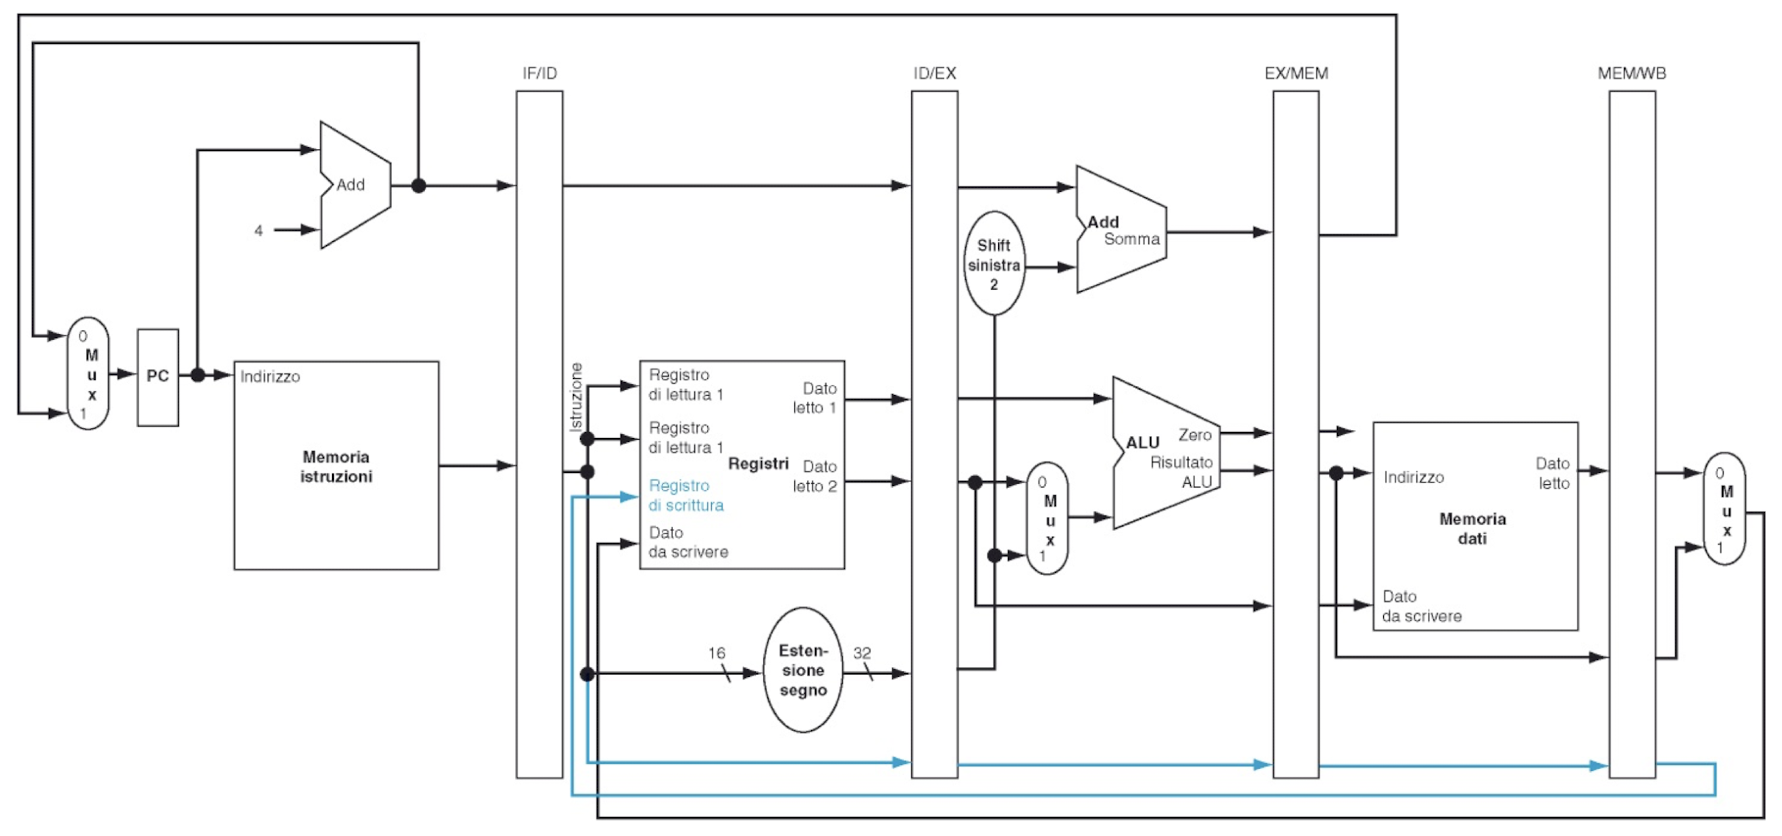 IF/ID
ID/EX
EX/MEM
MEM/WB
Add
4
0
M
u
x
1
PC
Indirizzo
Memoria
istruzioni
Istruzione
Registro
di lettura 1
Registro
di lettura 1
Registro
di scrittura
Dato
da scrivere
Registri
Dato
letto 1
Dato
letto 2
16
Esten-
sione
segno
32
Shift
sinistra
2
Add
Somma
0
M
u
x
1
ALU
Zero
Risultato
ALU
Indirizzo
Dato
letto
Memoria
dati
Dato
da scrivere
0
M
u
x
1